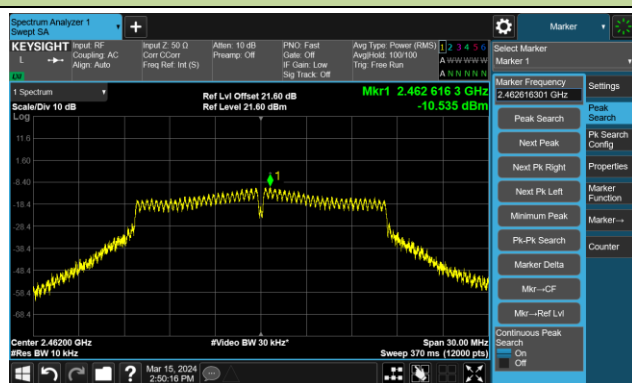 Spectrum Analyzer 1
Swept SA
Marker
KEYSIGHT
L
Input: RF
Coupling: AC
Align: Auto
Input Z: 50 Ω
Corr CCorr
Freq Ref: Int (S)
Atten: 10 dB
Preamp: Off
PNO: Fast
Gate: Off
IF Gain: Low
Sig Track: Off
Avg Type: Power (RMS)
Avg|Hold: 100/100
Trig: Free Run
1 2 3 4 5 6
A W W W W W
A N N N N N
Select Marker
Marker 1
1 Spectrum
Scale/Div 10 dB
Log
Ref Lvl Offset 21.60 dB
Ref Level 21.60 dBm
Mkr1 2.462 616 3 GHz
-10.535 dBm
11.6
1.60
-8.40
-18.4
-28.4
-38.4
-48.4
-58.4
-68.4
1
Center 2.46200 GHz
#Res BW 10 kHz
#Video BW 30 kHz*
Span 30.00 MHz
Sweep 370 ms (12000 pts)
Marker Frequency
2.462616301 GHz
Peak Search
Next Peak
Next Pk Right
Next Pk Left
Minimum Peak
Pk-Pk Search
Marker Delta
Mkr→CF
Mkr→Ref Lvl
Continuous Peak
Search
On
Off
Settings
Peak
Search
Pk Search
Config
Properties
Marker
Function
Marker→
Counter
?
Mar 15, 2024
2:50:16 PM